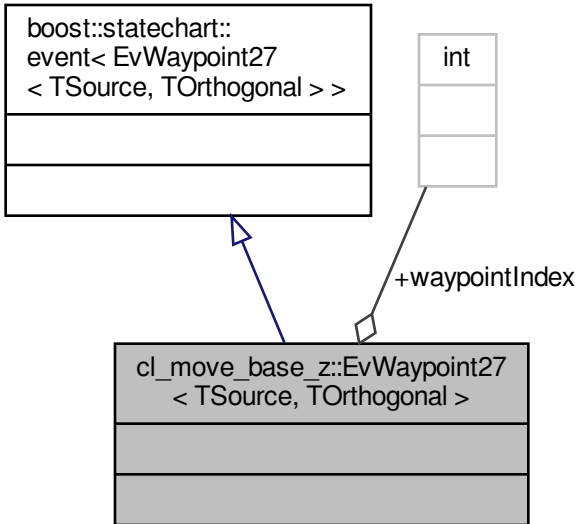 boost::statechart::
event< EvWaypoint27
< TSource, TOrthogonal > >
int
+waypointIndex
cl_move_base_z::EvWaypoint27
< TSource, TOrthogonal >